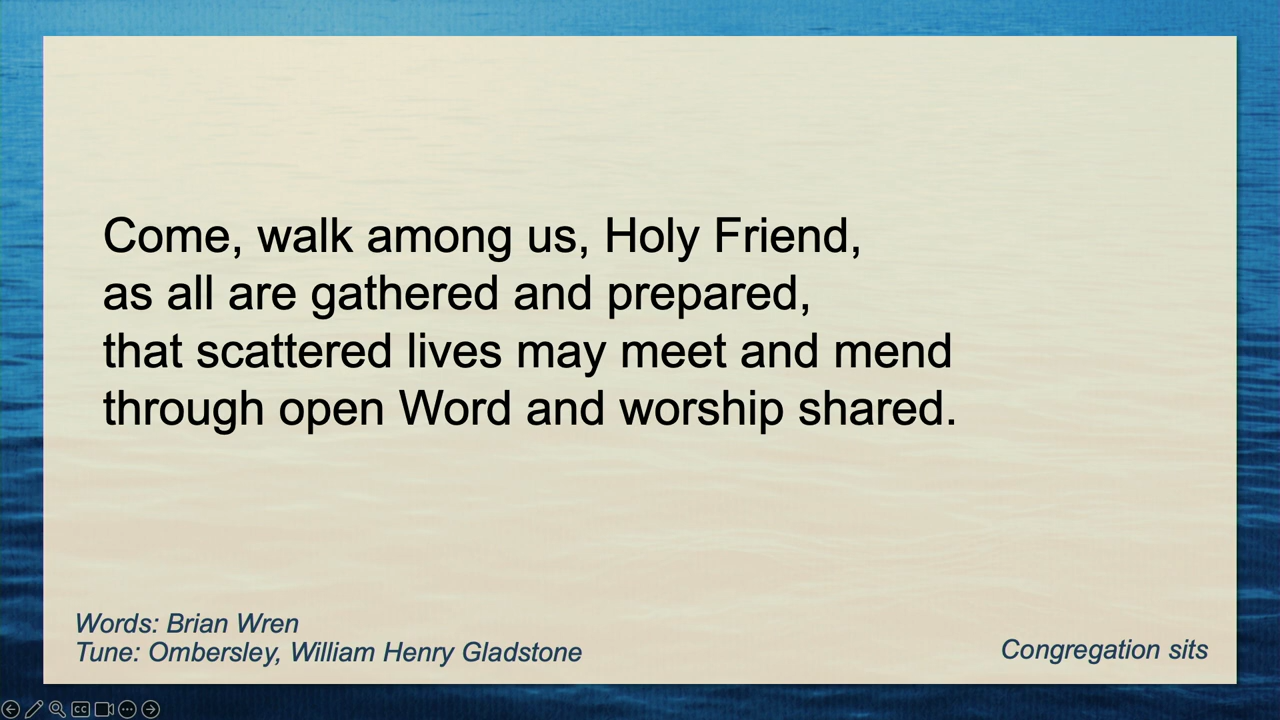 Come, walk among us, Holy Friend,
as all are gathered and prepared,
that scattered lives may meet and mend
through open Word and worship shared.
Words: Brian Wren
Tune: Ombersley, William Henry Gladstone
Congregation sits
CC